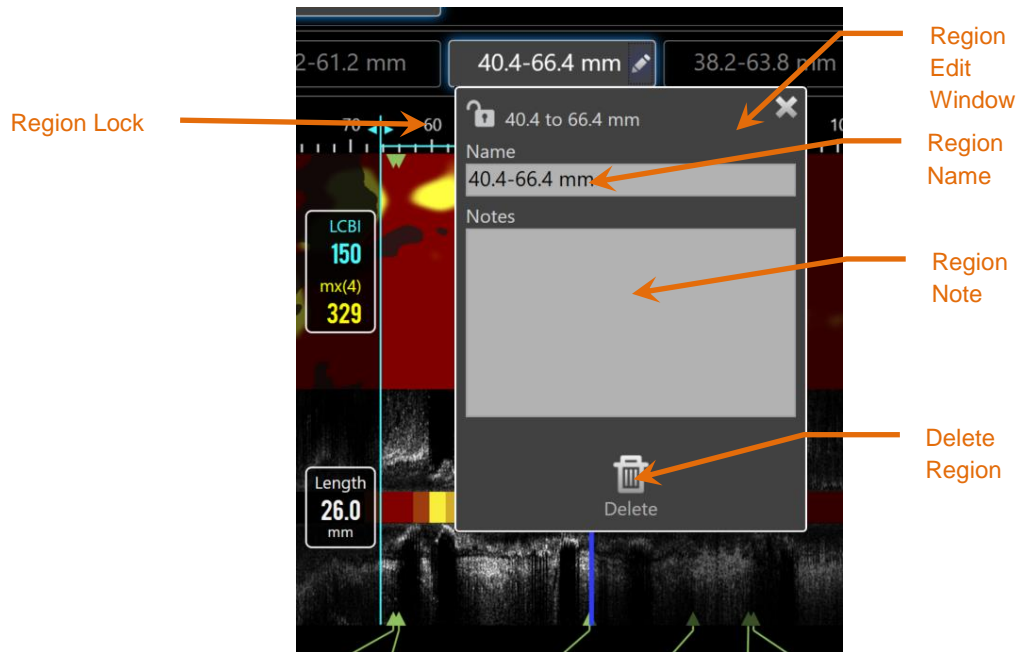 Region
Edit
Window
2-61.2 mm
40.4-66.4 mm
38.2-63.8 mm
Region Lock
70
60
10
40.4 to 66.4 mm
Name
40.4-66.4 mm
Region
Name
Notes
LCBI
150
mx(4)
329
Region
Note
Delete
Region
Length
26.0
mm
Delete